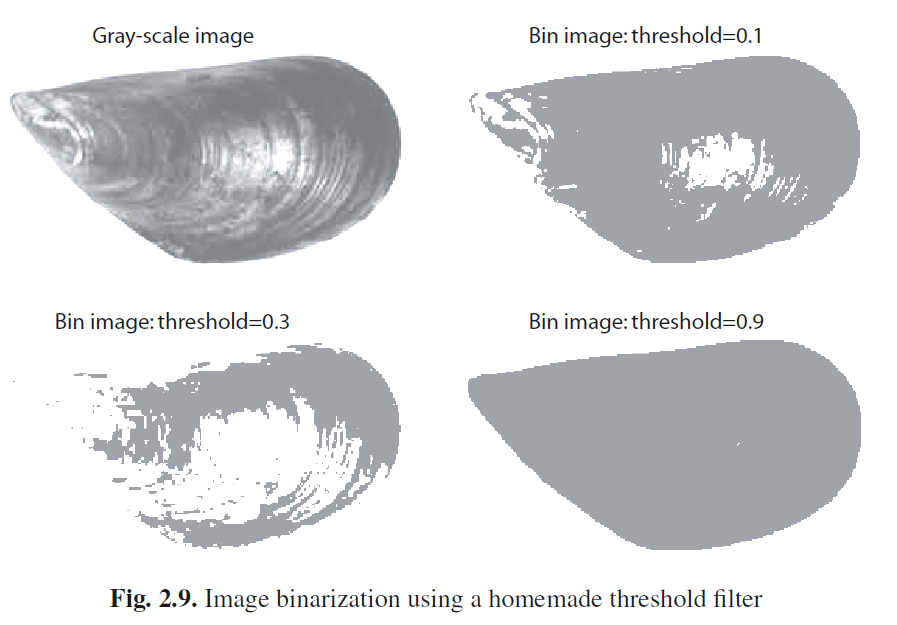 Gray-scale image
Bin image: threshold=0.1
Bin image: threshold=0.3
Bin image: threshold=0.9
Fig. 2.9. Image binarization using a homemade threshold filter